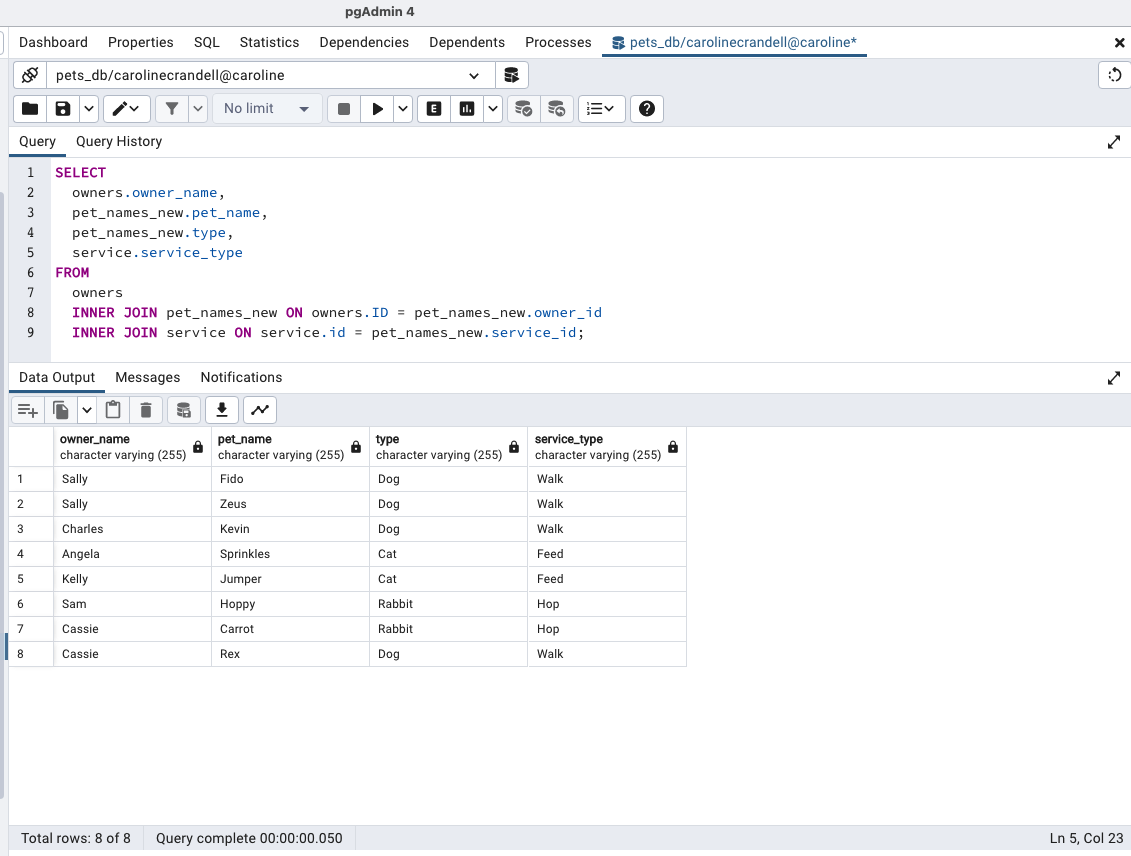 pgAdmin 4
Dashboard Properties SQL Statistics Dependencies Dependents Processes pets_db/carolinecrandell@caroline*
pets_db/carolinecrandell@caroline
No limit E
Query Query History
1 SELECT
2 owners.owner_name,
3 pet_names_new.pet_name,
4 pet_names_new.type,
5 service.service_type
6 FROM
7 owners
8 INNER JOIN pet_names_new ON owners.ID = pet_names_new.owner_id
9 INNER JOIN service ON service.id = pet_names_new.service_id;
Data Output Messages Notifications
owner_name pet_name type service_type
character varying (255) character varying (255) character varying (255) character varying (255)
1 Sally Fido Dog Walk
2 Sally Zeus Dog Walk
3 Charles Kevin Dog Walk
4 Angela Sprinkles Cat Feed
5 Kelly Jumper Cat Feed
6 Sam Hoppy Rabbit Hop
7 Cassie Carrot Rabbit Hop
8 Cassie Rex Dog Walk
Total rows: 8 of 8 Query complete 00:00:00.050 Ln 5, Col 23